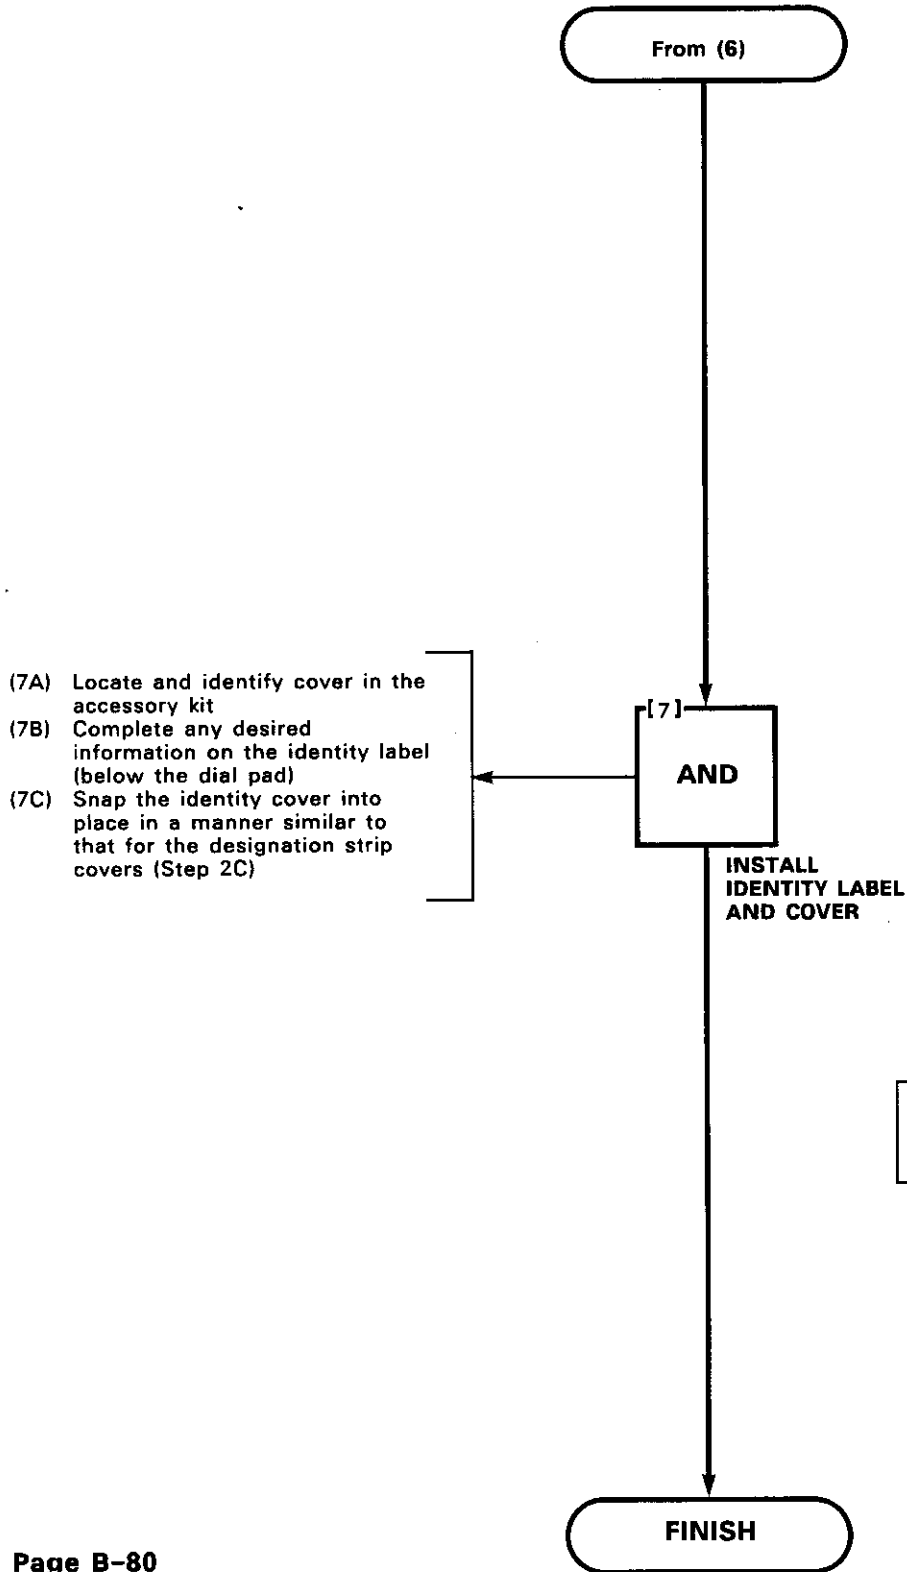 From (6)
(7A) Locate and identify cover in the
accessory kit
(7B) Complete any desired
information on the identity label
(below the dial pad)
(7C) Snap the identity cover into
place in a manner similar to
that for the designation strip
covers (Step 2C)
[7]
AND
INSTALL
IDENTITY LABEL
AND COVER
FINISH
Page B-80